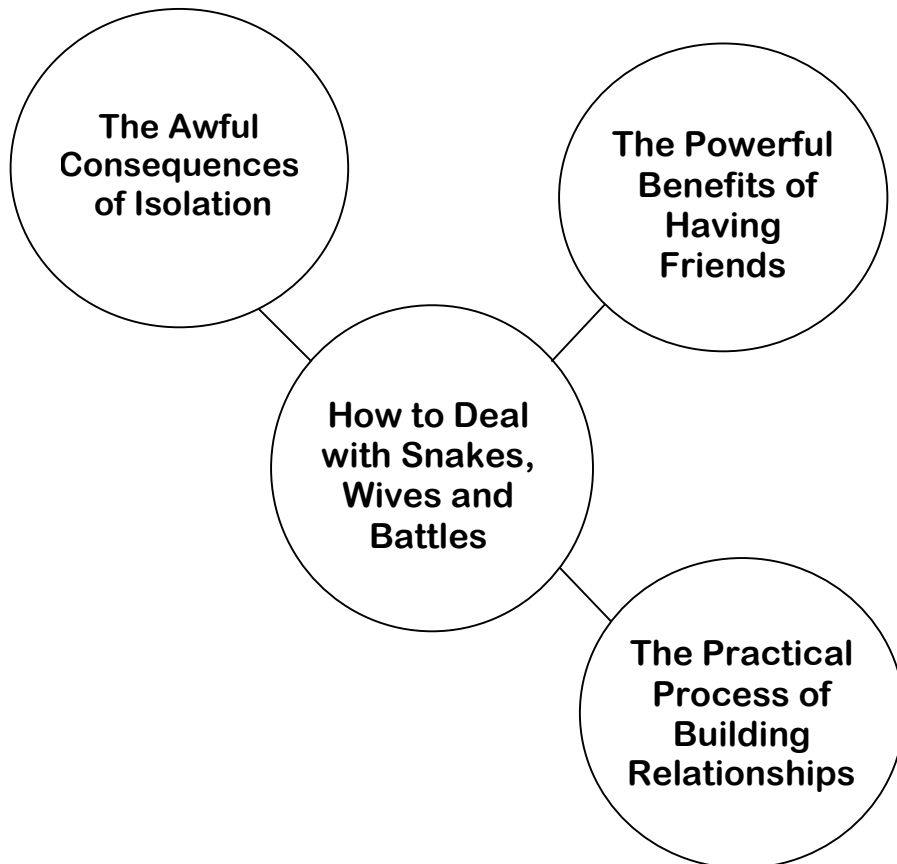 The Awful
Consequences
of Isolation
The Powerful
Benefits of
Having
Friends
How to Deal
with Snakes,
Wives and
Battles
The Practical
Process of
Building
Relationships